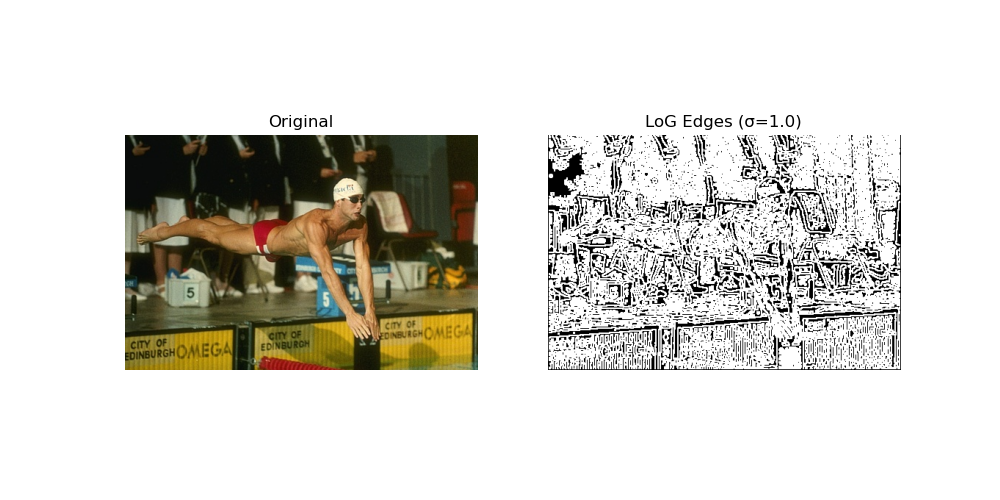 Original
LoG Edges (σ=1.0)
5
5
CITY OF
EDINBURGH
OMEGA
CITY OF
EDINBURGH
CITY OF
EDINBURGH
OMEGA